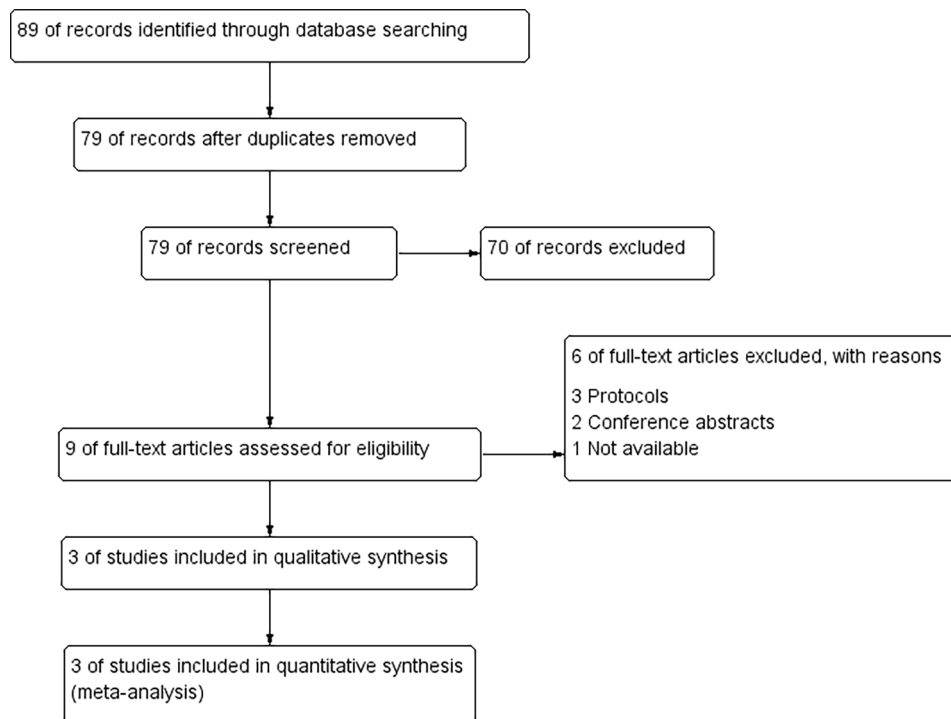 89 of records identified through database searching
79 of records after duplicates removed
79 of records screened
70 of records excluded
6 of full-text articles excluded, with reasons
3 Protocols
2 Conference abstracts
1 Not available
9 of full-text articles assessed for eligibility
3 of studies included in qualitative synthesis
3 of studies included in quantitative synthesis
(meta-analysis)